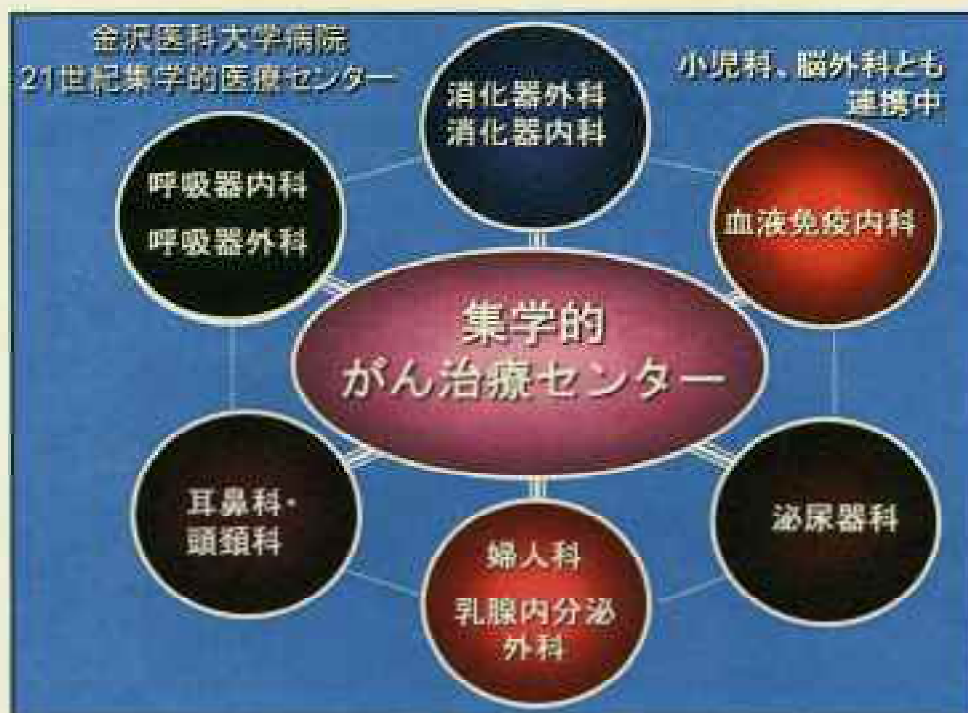 金沢医科大学病院
21世紀集学的医療センター
小児科、脳外科とも
連携中
消化器外科
消化器内科
呼吸器内科
呼吸器外科
血液免疫内科
集学的
がん治療センター
耳鼻科・
頭頚科
婦人科
乳腺内分泌
外科
泌尿器科